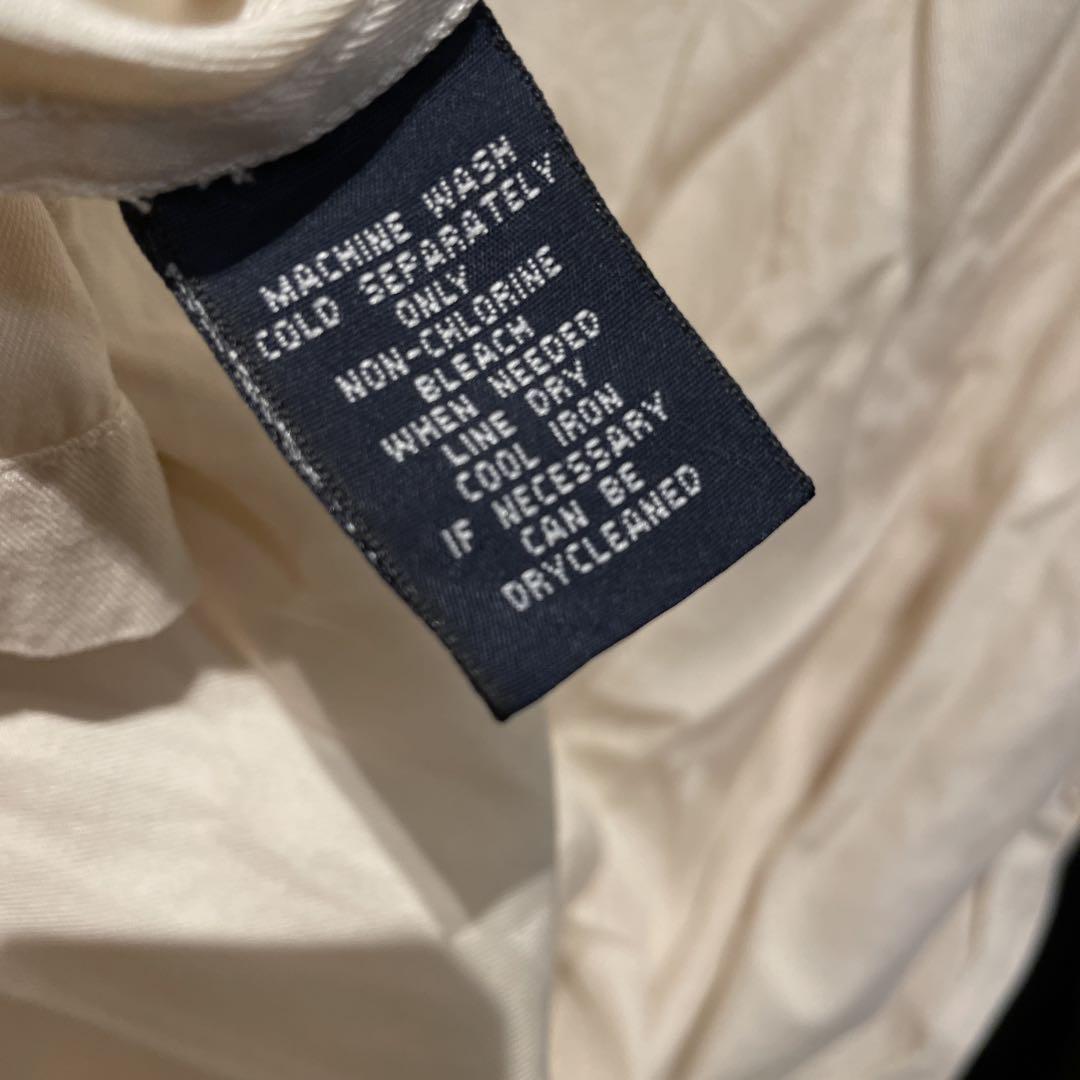 MACHINE WASH
COLD SEPARATELY
ONLY
NON-CHLORINE
BLEACH
WHEN NEEDED
LINE DRY
COOL IRON
IF NECESSARY
CAN BE
DRYCLEANED